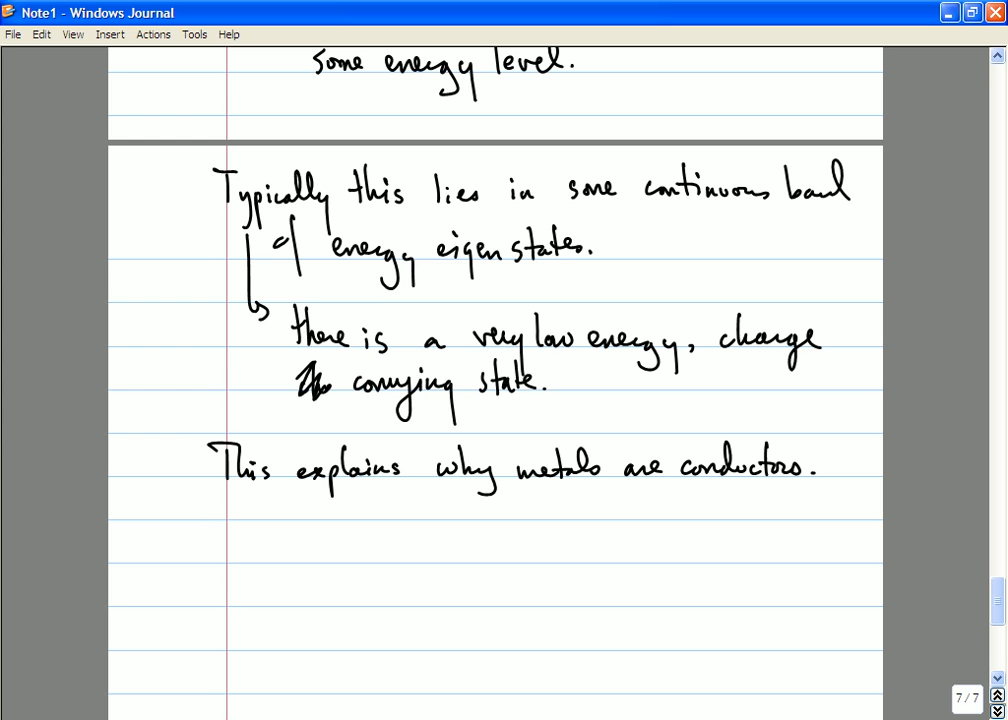 Note1 - Windows Journal
File Edit View Insert Actions Tools Help
some energy level.
Typically this lies in some continuous band
of energy eigenstates.
there is a very low energy, charge
carrying state.
This explains why metals are conductors.
7/7